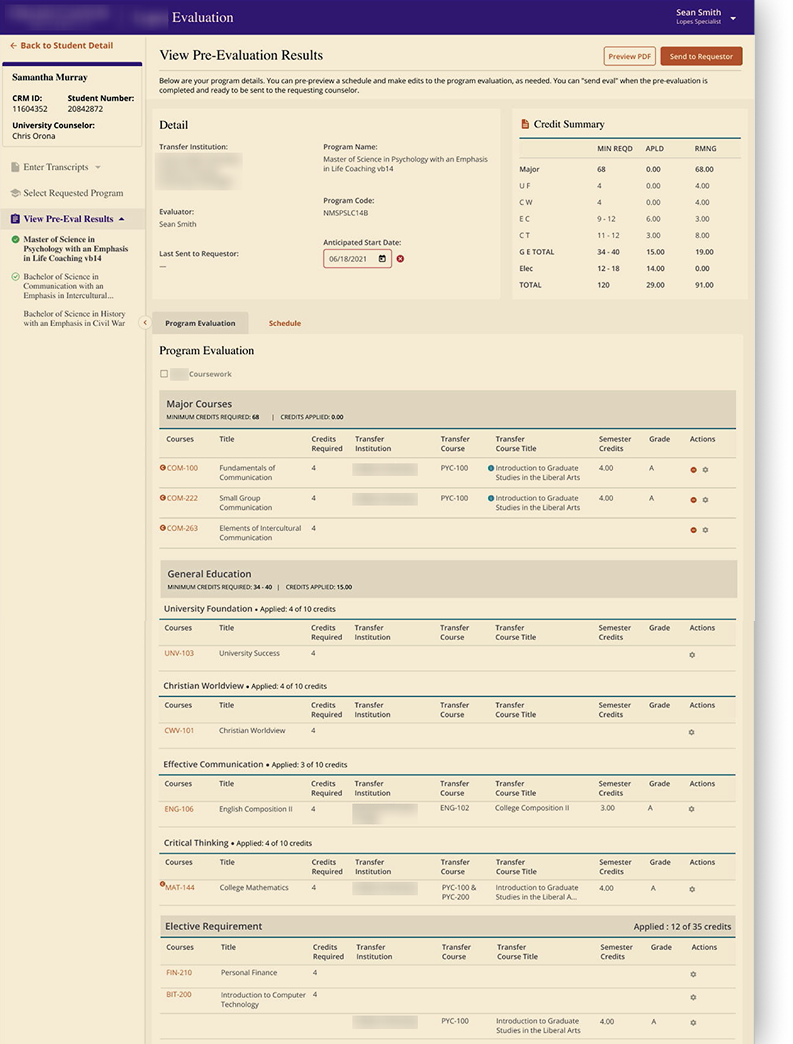 Evaluation
Sean Smith
Lopes Specialist
Back to Student Detail
Samantha Murray
CRM ID: Student Number:
11604352 20842872
University Counselor:
Chris Orona
Enter Transcripts
Select Requested Program
View Pre-Eval Results
Master of Science in
Psychology with an Emphasis
in Life Coaching vb14
Bachelor of Science in
Communication with an
Emphasis in Intercultural...
Bachelor of Science in History
with an Emphasis in Civil War
View Pre-Evaluation Results
Preview PDF
Send to Requestor
Below are your program details. You can pre-preview a schedule and make edits to the program evaluation, as needed. You can "send eval" when the pre-evaluation is
completed and ready to be sent to the requesting counselor.
Detail
Transfer Institution:
Evaluator:
Sean Smith
Last Sent to Requestor:
—
Program Name:
Master of Science in Psychology with an Emphasis
in Life Coaching vb14
Program Code:
NMSPSLC14B
Anticipated Start Date:
06/18/2021
Credit Summary
MIN REQD APLD RMNG
Major 68 0.00 68.00
U F 4 0.00 4.00
C W 4 0.00 4.00
E C 9 - 12 6.00 3.00
C T 11 - 12 3.00 8.00
G E TOTAL 34 - 40 15.00 19.00
Elec 12 - 18 14.00 0.00
TOTAL 120 29.00 91.00
Program Evaluation
Schedule
Program Evaluation
Coursework
Major Courses
MINIMUM CREDITS REQUIRED: 68 | CREDITS APPLIED: 0.00
Courses Title Credits Required Transfer Institution Transfer Course Transfer Course Title Semester Credits Grade Actions
COM-100 Fundamentals of Communication 4 PYC-100 Introduction to Graduate Studies in the Liberal Arts 4.00 A
COM-222 Small Group Communication 4 PYC-100 Introduction to Graduate Studies in the Liberal Arts 4.00 A
COM-263 Elements of Intercultural Communication 4
General Education
MINIMUM CREDITS REQUIRED: 34 - 40 | CREDITS APPLIED: 15.00
University Foundation • Applied: 4 of 10 credits
Courses Title Credits Required Transfer Institution Transfer Course Transfer Course Title Semester Credits Grade Actions
UNV-103 University Success 4
Christian Worldview • Applied: 4 of 10 credits
Courses Title Credits Required Transfer Institution Transfer Course Transfer Course Title Semester Credits Grade Actions
CWV-101 Christian Worldview 4
Effective Communication • Applied: 3 of 10 credits
Courses Title Credits Required Transfer Institution Transfer Course Transfer Course Title Semester Credits Grade Actions
ENG-106 English Composition II 4 ENG-102 College Composition II 3.00 A
Critical Thinking • Applied: 4 of 10 credits
Courses Title Credits Required Transfer Institution Transfer Course Transfer Course Title Semester Credits Grade Actions
MAT-144 College Mathematics 4 PYC-100 & PYC-200 Introduction to Graduate Studies in the Liberal A... 4.00 A
Elective Requirement Applied : 12 of 35 credits
Courses Title Credits Required Transfer Institution Transfer Course Transfer Course Title Semester Credits Grade Actions
FIN-210 Personal Finance 4
BIT-200 Introduction to Computer Technology 4
PYC-100 Introduction to Graduate Studies in the Liberal Arts 4.00 A